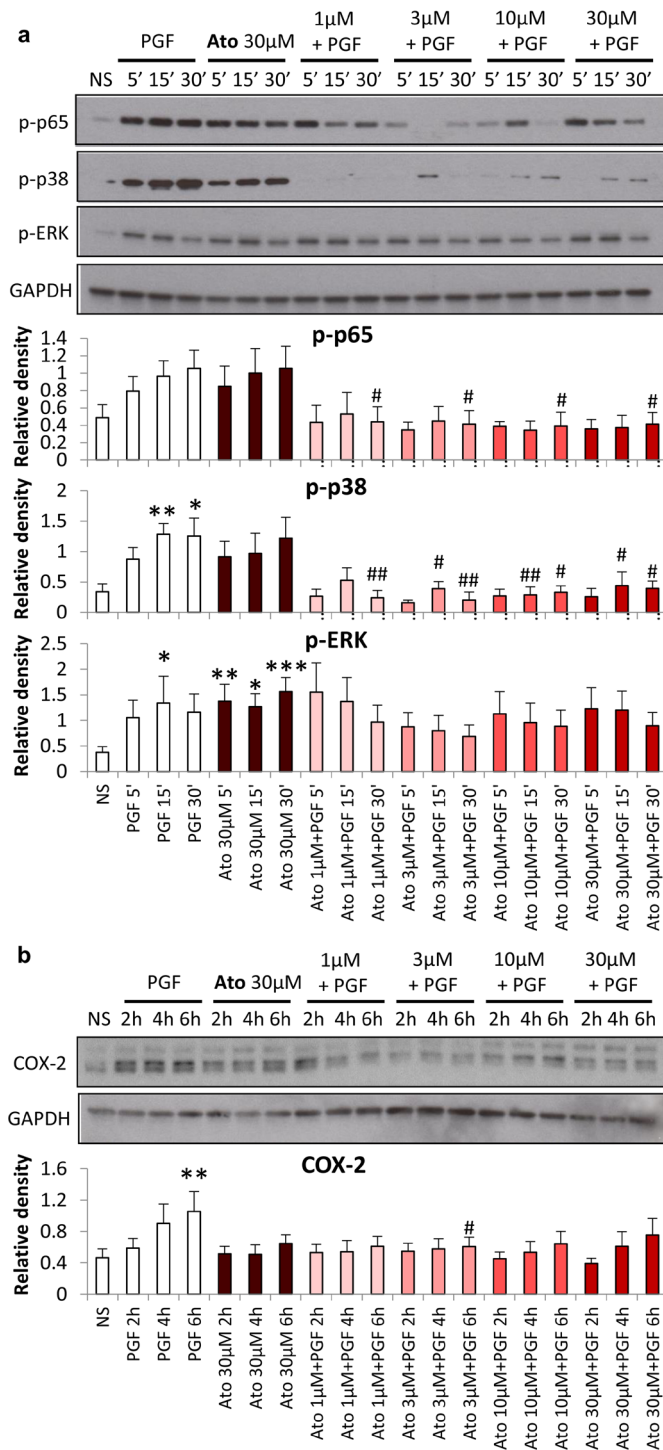 a
PGF Ato 30µM 1µM + PGF 3µM + PGF 10µM + PGF 30µM + PGF
NS 5’ 15’ 30’ 5’ 15’ 30’ 5’ 15’ 30’ 5’ 15’ 30’ 5’ 15’ 30’ 5’ 15’ 30’
p-p65
p-p38
p-ERK
GAPDH
p-p65
Relative density
1.4
1.2
1
0.8
0.6
0.4
0.2
0
# # # #
p-p38
Relative density
2
1.5
1
0.5
0
** * ## # ## ## # # #
p-ERK
Relative density
2.5
2
1.5
1
0.5
0
* ** * ***
NS
PGF 5'
PGF 15'
PGF 30'
Ato 30µM 5'
Ato 30µM 15'
Ato 30µM 30'
Ato 1µM+PGF 5'
Ato 1µM+PGF 15'
Ato 1µM+PGF 30'
Ato 3µM+PGF 5'
Ato 3µM+PGF 15'
Ato 3µM+PGF 30'
Ato 10µM+PGF 5'
Ato 10µM+PGF 15'
Ato 10µM+PGF 30'
Ato 30µM+PGF 5'
Ato 30µM+PGF 15'
Ato 30µM+PGF 30'
b
PGF Ato 30µM 1µM + PGF 3µM + PGF 10µM + PGF 30µM + PGF
NS 2h 4h 6h 2h 4h 6h 2h 4h 6h 2h 4h 6h 2h 4h 6h 2h 4h 6h
COX-2
GAPDH
COX-2
Relative density
1.6
1.2
0.8
0.4
0
** #
NS
PGF 2h
PGF 4h
PGF 6h
Ato 30µM 2h
Ato 30µM 4h
Ato 30µM 6h
Ato 1µM+PGF 2h
Ato 1µM+PGF 4h
Ato 1µM+PGF 6h
Ato 3µM+PGF 2h
Ato 3µM+PGF 4h
Ato 3µM+PGF 6h
Ato 10µM+PGF 2h
Ato 10µM+PGF 4h
Ato 10µM+PGF 6h
Ato 30µM+PGF 2h
Ato 30µM+PGF 4h
Ato 30µM+PGF 6h